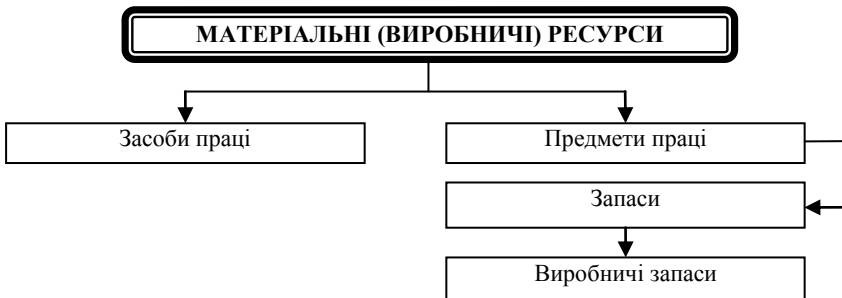 МАТЕРІАЛЬНІ (ВИРОБНИЧІ) РЕСУРСИ
Засоби праці
Предмети праці
Запаси
Виробничі запаси